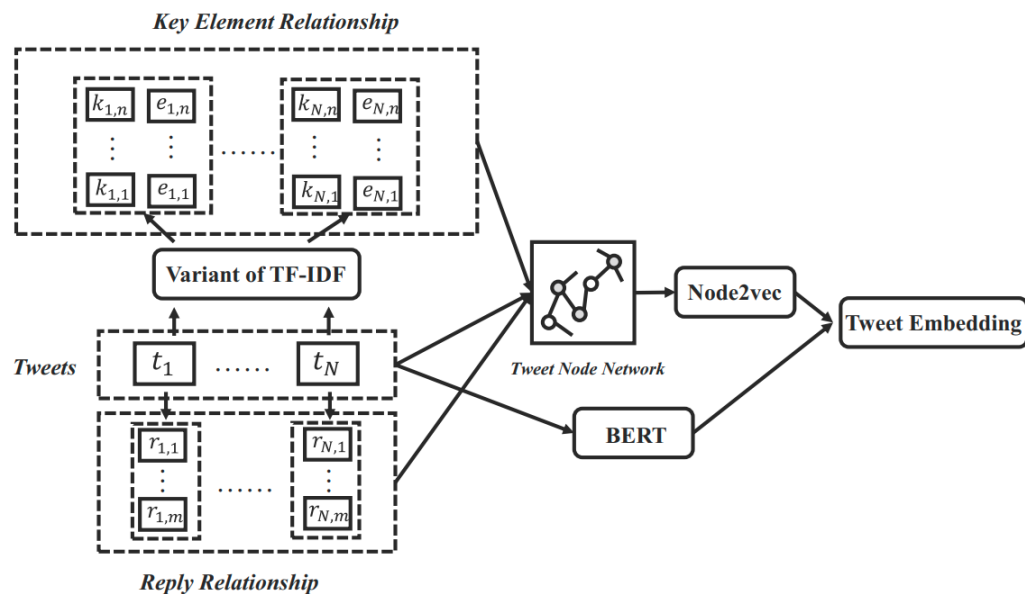 Key Element Relationship
k1,n e1,n kN,n eN,n
⋮ ⋮ ...... ⋮ ⋮
k1,1 e1,1 kN,1 eN,1
Variant of TF-IDF
Tweets t1 ...... tN
r1,1 rN,1
⋮ ...... ⋮
r1,m rN,m
Reply Relationship
Tweet Node Network
Node2vec
BERT
Tweet Embedding